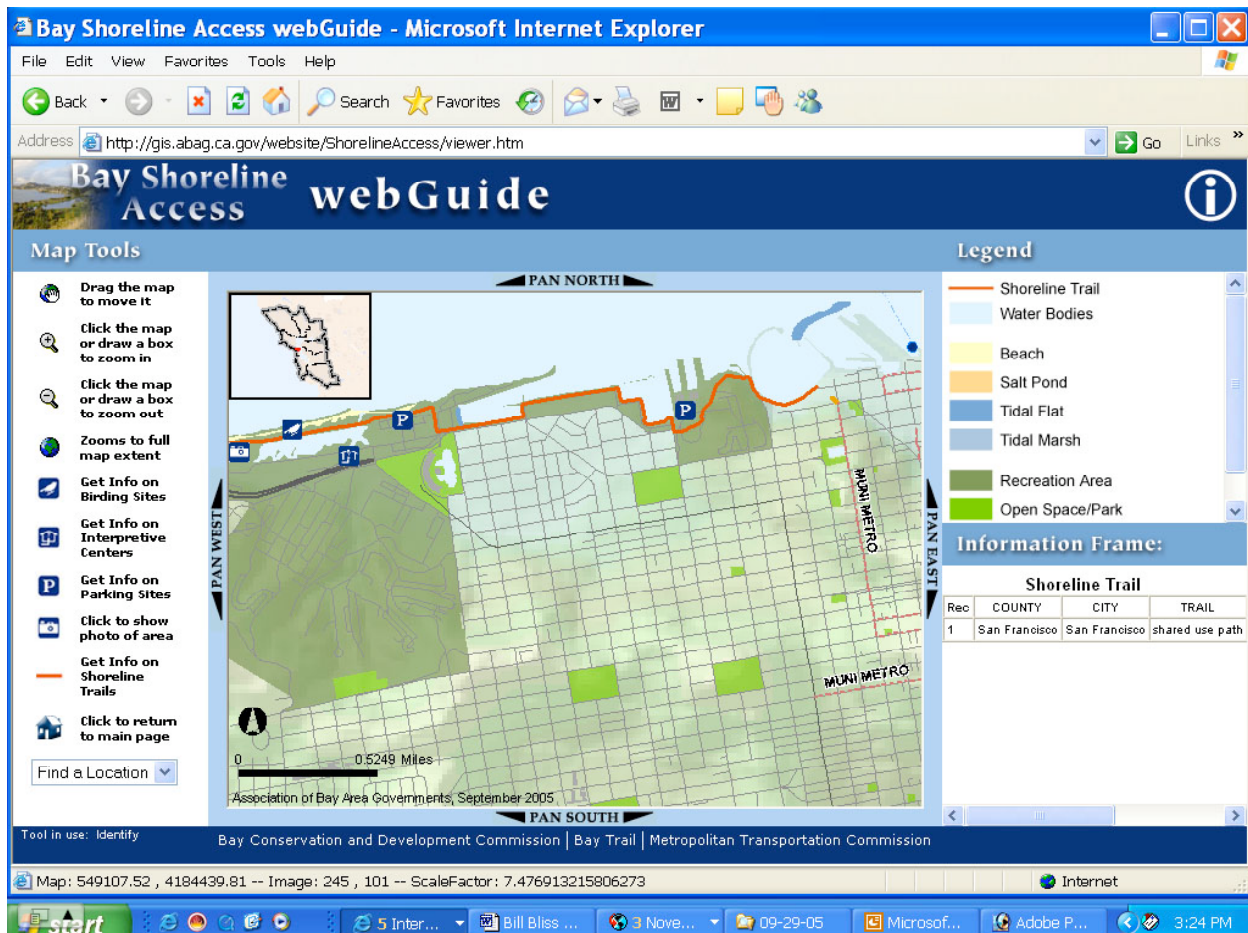 Bay Shoreline Access webGuide - Microsoft Internet Explorer
File Edit View Favorites Tools Help
Back Search Favorites
Address http://gis.abag.ca.gov/website/ShorelineAccess/viewer.htm Go Links »
Bay Shoreline
Access
webGuide
Map Tools
Drag the map
to move it
Click the map
or draw a box
to zoom in
Click the map
or draw a box
to zoom out
Zooms to full
map extent
Get Info on
Birding Sites
Get Info on
Interpretive
Centers
P
Get Info on
Parking Sites
Click to show
photo of area
Get Info on
Shoreline
Trails
Click to return
to main page
Find a Location
Tool in use: Identify
PAN NORTH
PAN WEST
P
P
MUNI METRO
MUNI METRO
0 0.5249 Miles
Association of Bay Area Governments, September 2005
PAN EAST
PAN SOUTH
Legend
Shoreline Trail
Water Bodies
Beach
Salt Pond
Tidal Flat
Tidal Marsh
Recreation Area
Open Space/Park
Information Frame:
Shoreline Trail
Rec COUNTY CITY TRAIL
1 San Francisco San Francisco shared use path
Bay Conservation and Development Commission | Bay Trail | Metropolitan Transportation Commission
Map: 549107.52 , 4184439.81 -- Image: 245 , 101 -- ScaleFactor: 7.476913215806273
Internet
start 5 Inter... Bill Bliss ... 3 Nove... 09-29-05 Microsof... Adobe P... 3:24 PM